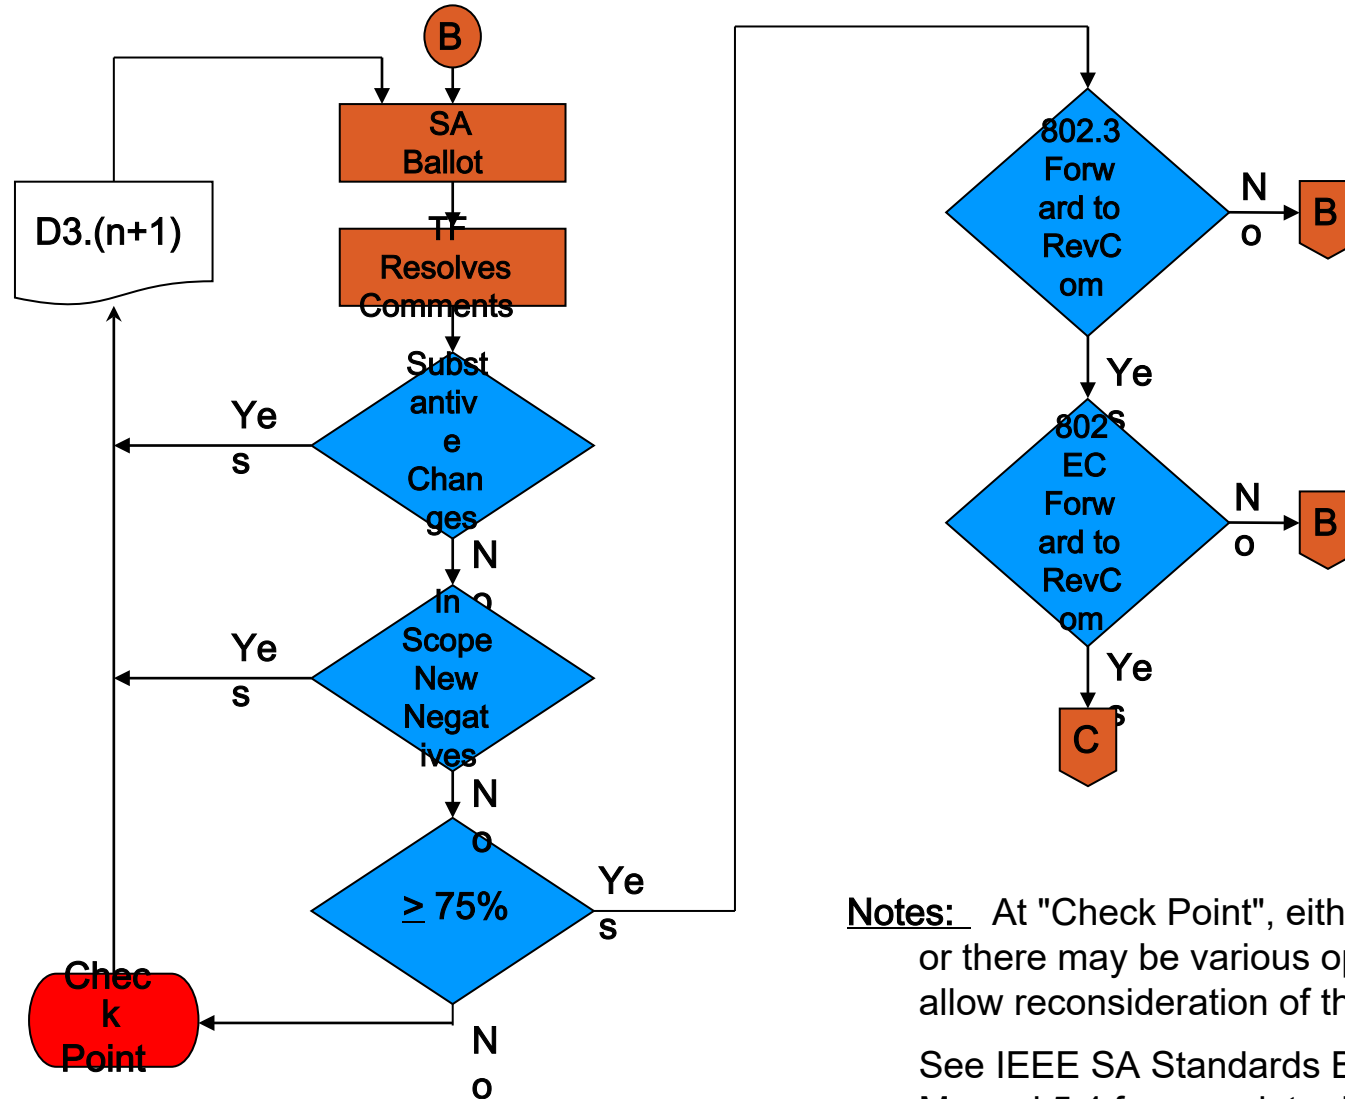 B
SA
Ballot
D3.(n+1)
TF
Resolves
Comments
Subst
antiv
e
Chan
ges
Ye
s
N
o
In
Scope
New
Negat
ives
Ye
s
N
o
> 75%
Ye
s
N
o
Chec
k
Point
802.3
Forw
ard to
RevC
om
N
o
B
Ye
s
802
EC
Forw
ard to
RevC
om
N
o
B
Ye
s
C
Notes: At "Check Point", eith
or there may be various op
allow reconsideration of th
See IEEE SA Standards B